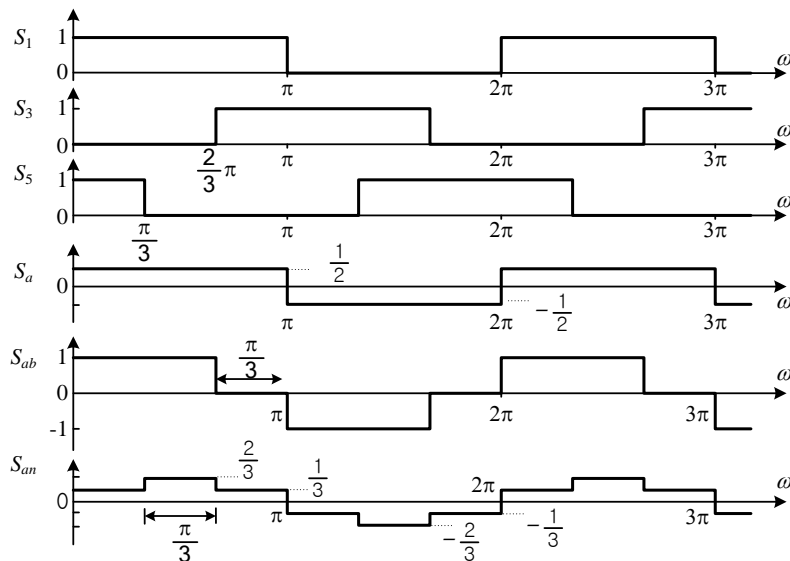 S1 1 0 π 2π 3π ω
S3 1 0 2/3 π π 2π 3π ω
S5 1 0 π/3 π 2π 3π ω
Sa 0 1/2 π 2π −1/2 3π ω
Sab 1 0 -1 π/3 π 2π 3π ω
San 0 2/3 1/3 π/3 π −2/3 2π −1/3 3π ω